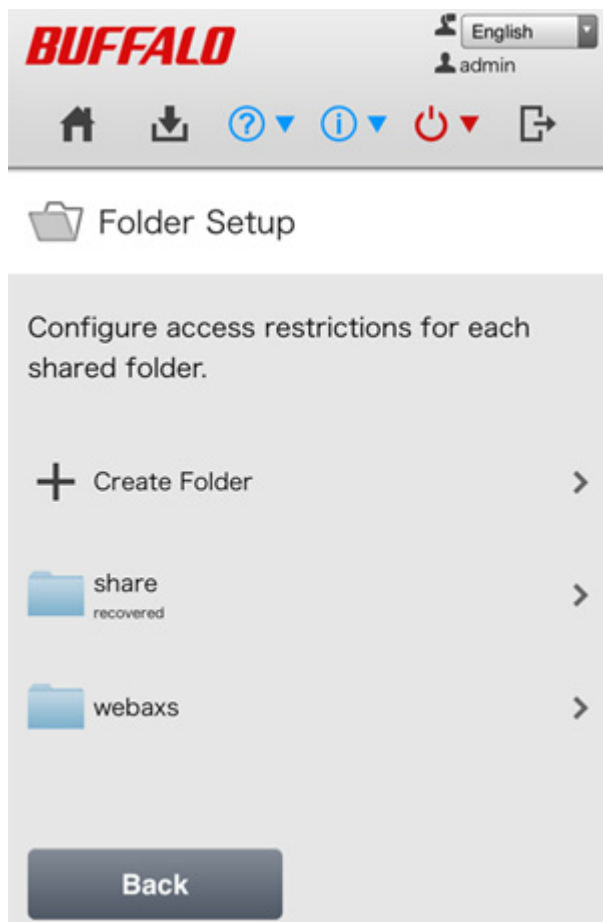 BUFFALO
English
admin
Folder Setup
Configure access restrictions for each
shared folder.
Create Folder
share
recovered
webaxs
Back